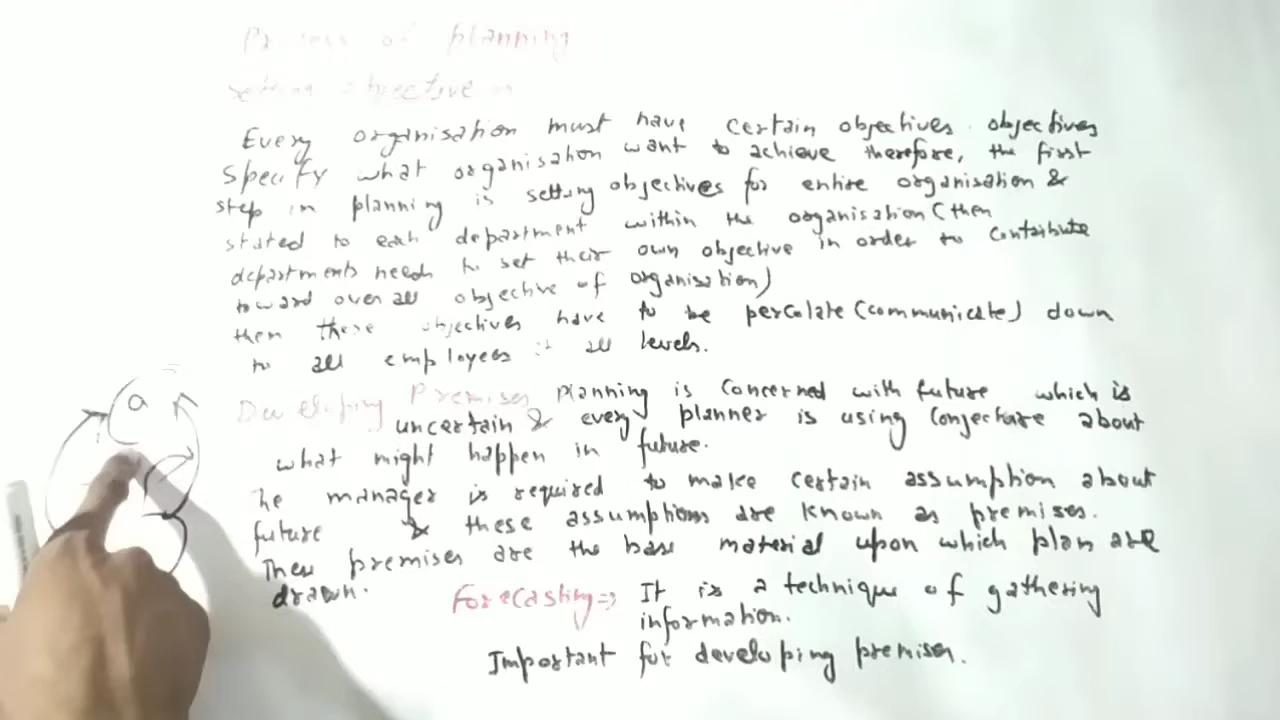 Process of planning
setting objective
Every organisation must have certain objectives. objectives
specify what organisation want to achieve therefore, the first
step in planning is setting objectives for entire organisation &
stated to each department within the organisation (then
departments need to set their own objective in order to contribute
toward over all objective of organisation)
then these objectives have to be percolate (communicate) down
to all employees at all levels.
Developing Premises planning is concerned with future which is
uncertain & every planner is using conjecture about
what might happen in future.
The manager is required to make certain assumption about
future & these assumptions are known as premises.
These premises are the base material upon which plan are
drawn.
forecasting => It is a technique of gathering
information.
Important for developing premises.
a